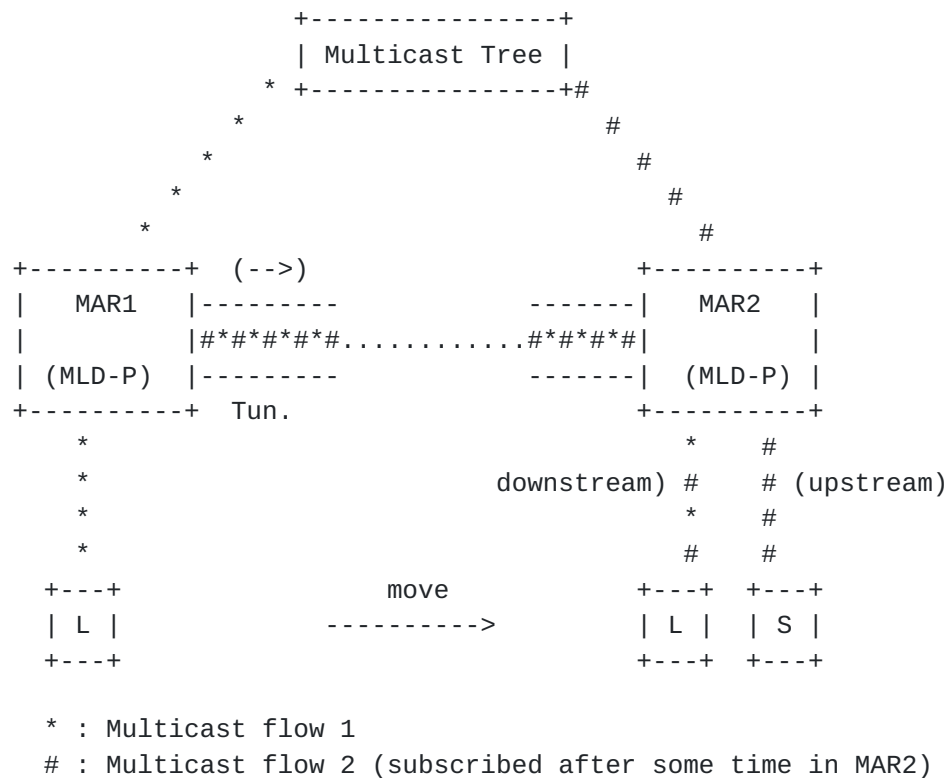 +----------------+
| Multicast Tree |
* +----------------+#
* #
* #
* #
* #
+----------+ (-->) +----------+
| MAR1 |--------- -------| MAR2 |
| |#*#*#*#*#............#*#*#*#| |
| (MLD-P) |--------- -------| (MLD-P) |
+----------+ Tun. +----------+
* * #
* downstream) # # (upstream)
* * #
* # #
+---+ move +---+ +---+
| L | ----------> | L | | S |
+---+ +---+ +---+
* : Multicast flow 1
# : Multicast flow 2 (subscribed after some time in MAR2)